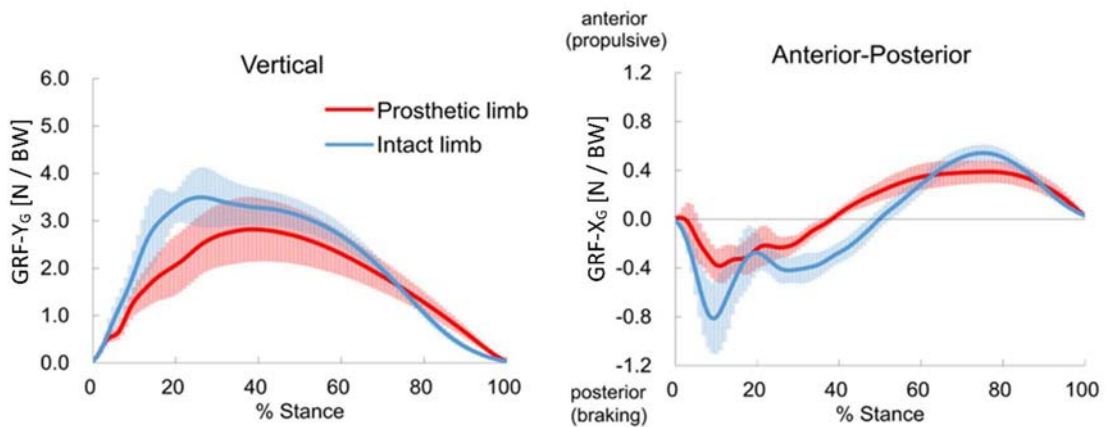 Vertical
6.0
5.0
4.0
3.0
2.0
1.0
0.0
GRF-Y_G [N / BW]
Prosthetic limb
Intact limb
0 20 40 60 80 100
% Stance
anterior
(propulsive)
Anterior-Posterior
1.2
0.8
0.4
0.0
-0.4
-0.8
-1.2
GRF-X_G [N / BW]
posterior
(braking)
0 20 40 60 80 100
% Stance